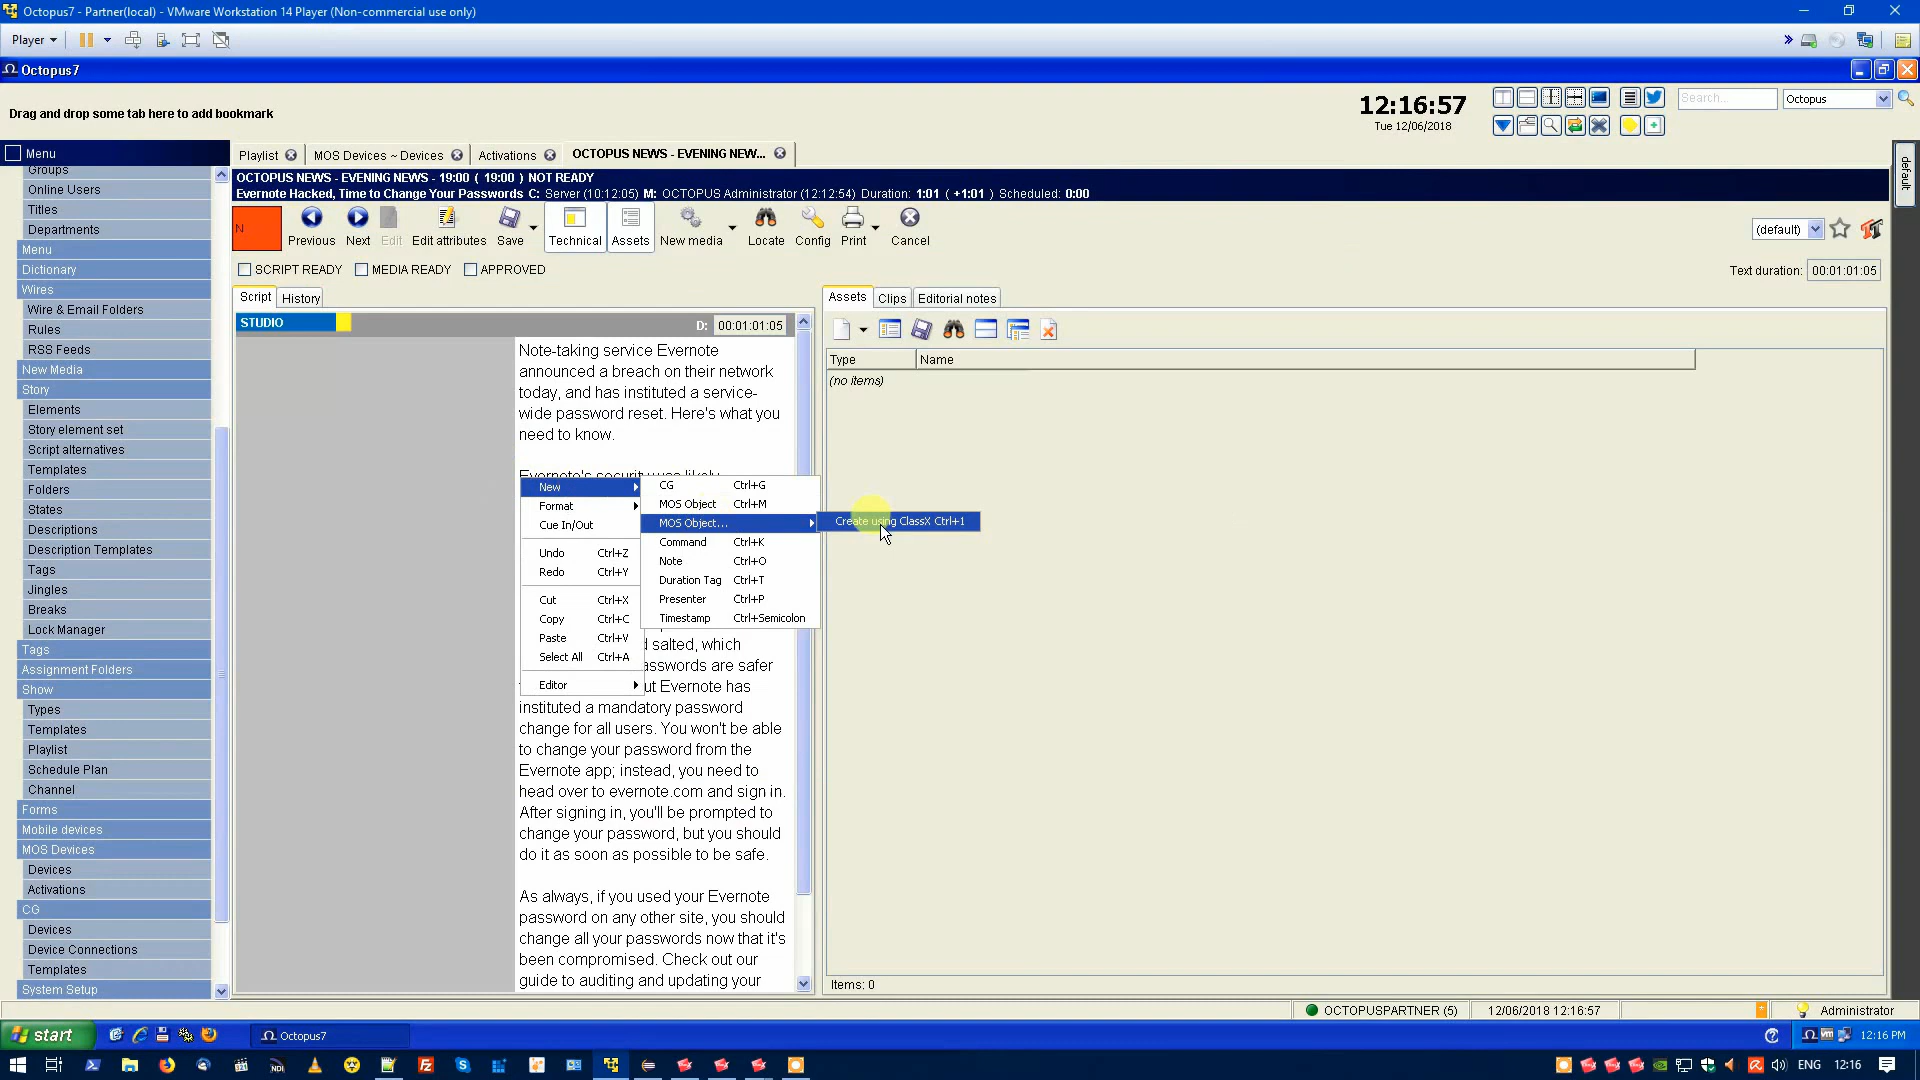 Octopus7 - Partner(local) - VMware Workstation 14 Player (Non-commercial use only)
Player
Octopus7
Drag and drop some tab here to add bookmark
12:16:57
Tue 12/06/2018
Search...
Octopus
default
Menu
Groups
Online Users
Titles
Departments
Menu
Dictionary
Wires
Wire & Email Folders
Rules
RSS Feeds
New Media
Story
Elements
Story element set
Script alternatives
Templates
Folders
States
Descriptions
Description Templates
Tags
Jingles
Breaks
Lock Manager
Tags
Assignment Folders
Show
Types
Templates
Playlist
Schedule Plan
Channel
Forms
Mobile devices
MOS Devices
Devices
Activations
CG
Devices
Device Connections
Templates
System Setup
Playlist
MOS Devices ~ Devices
Activations
OCTOPUS NEWS - EVENING NEW...
OCTOPUS NEWS - EVENING NEWS - 19:00 ( 19:00 ) NOT READY
Evernote Hacked, Time to Change Your Passwords C: Server (10:12:05) M: OCTOPUS Administrator (12:12:54) Duration: 1:01 ( +1:01 ) Scheduled: 0:00
N
Previous
Next
Edit
Edit attributes
Save
Technical
Assets
New media
Locate
Config
Print
Cancel
(default)
SCRIPT READY
MEDIA READY
APPROVED
Text duration: 00:01:01:05
Script
History
STUDIO
D: 00:01:01:05
Note-taking service Evernote
announced a breach on their network
today, and has instituted a service-
wide password reset. Here's what you
need to know.
Evernote's security was likely
d salted, which
asswords are safer
ut Evernote has
instituted a mandatory password
change for all users. You won't be able
to change your password from the
Evernote app; instead, you need to
head over to evernote.com and sign in.
After signing in, you'll be prompted to
change your password, but you should
do it as soon as possible to be safe.
As always, if you used your Evernote
password on any other site, you should
change all your passwords now that it's
been compromised. Check out our
guide to auditing and updating your
New
Format
Cue In/Out
Undo Ctrl+Z
Redo Ctrl+Y
Cut Ctrl+X
Copy Ctrl+C
Paste Ctrl+V
Select All Ctrl+A
Editor
CG Ctrl+G
MOS Object Ctrl+M
MOS Object...
Command Ctrl+K
Note Ctrl+O
Duration Tag Ctrl+T
Presenter Ctrl+P
Timestamp Ctrl+Semicolon
Create using ClassX Ctrl+1
Assets
Clips
Editorial notes
Type
Name
(no items)
Items: 0
OCTOPUSPARTNER (5)
12/06/2018 12:16:57
Administrator
start
Octopus7
12:16 PM
NDI
ENG
12:16